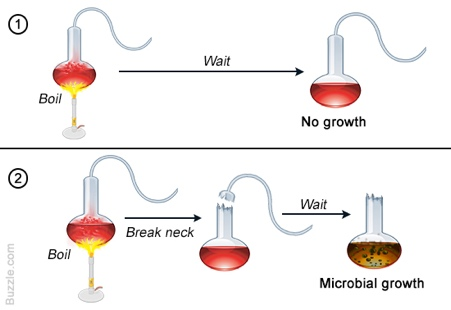 1
Wait
Boil
No growth
2
Wait
Break neck
Boil
Microbial growth
Buzzle.com